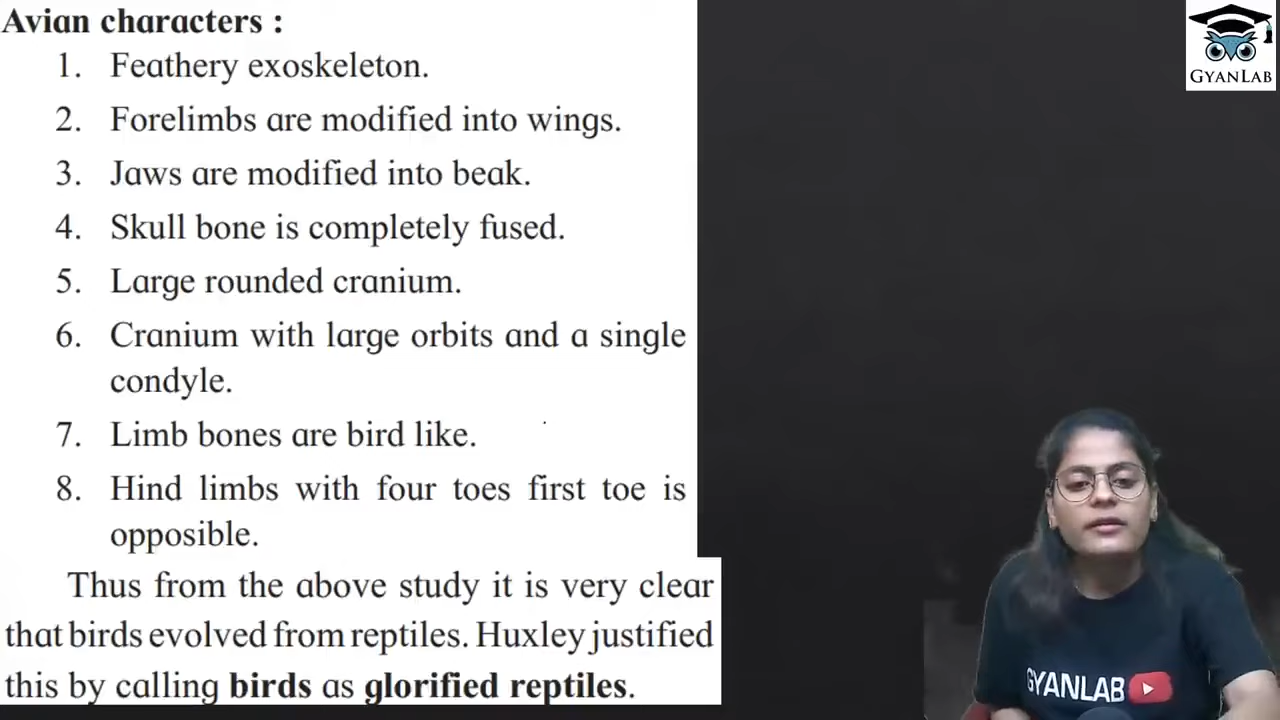 Avian characters :
1. Feathery exoskeleton.
2. Forelimbs are modified into wings.
3. Jaws are modified into beak.
4. Skull bone is completely fused.
5. Large rounded cranium.
6. Cranium with large orbits and a single
condyle.
7. Limb bones are bird like.
8. Hind limbs with four toes first toe is
opposible.
Thus from the above study it is very clear
that birds evolved from reptiles. Huxley justified
this by calling birds as glorified reptiles.
GYANLAB
GYANLAB